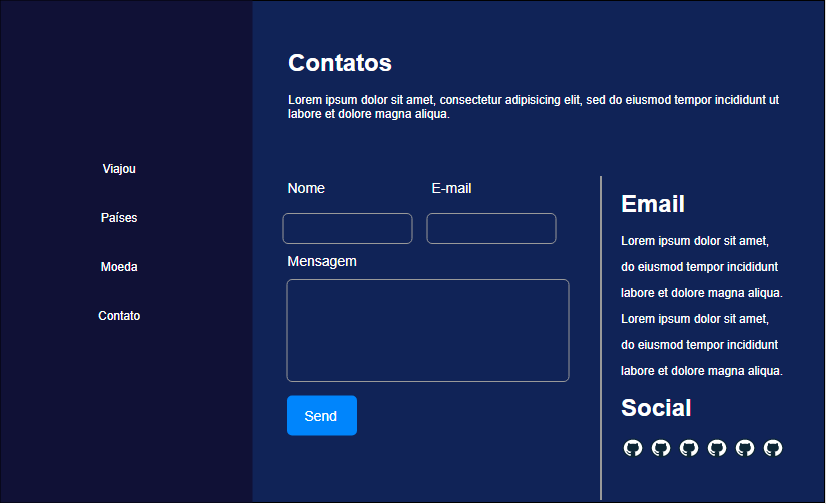 Viajou
Países
Moeda
Contato
Contatos
Lorem ipsum dolor sit amet, consectetur adipisicing elit, sed do eiusmod tempor incididunt ut
labore et dolore magna aliqua.
Nome
E-mail
Mensagem
Send
Email
Lorem ipsum dolor sit amet,
do eiusmod tempor incididunt
labore et dolore magna aliqua.
Lorem ipsum dolor sit amet,
do eiusmod tempor incididunt
labore et dolore magna aliqua.
Social